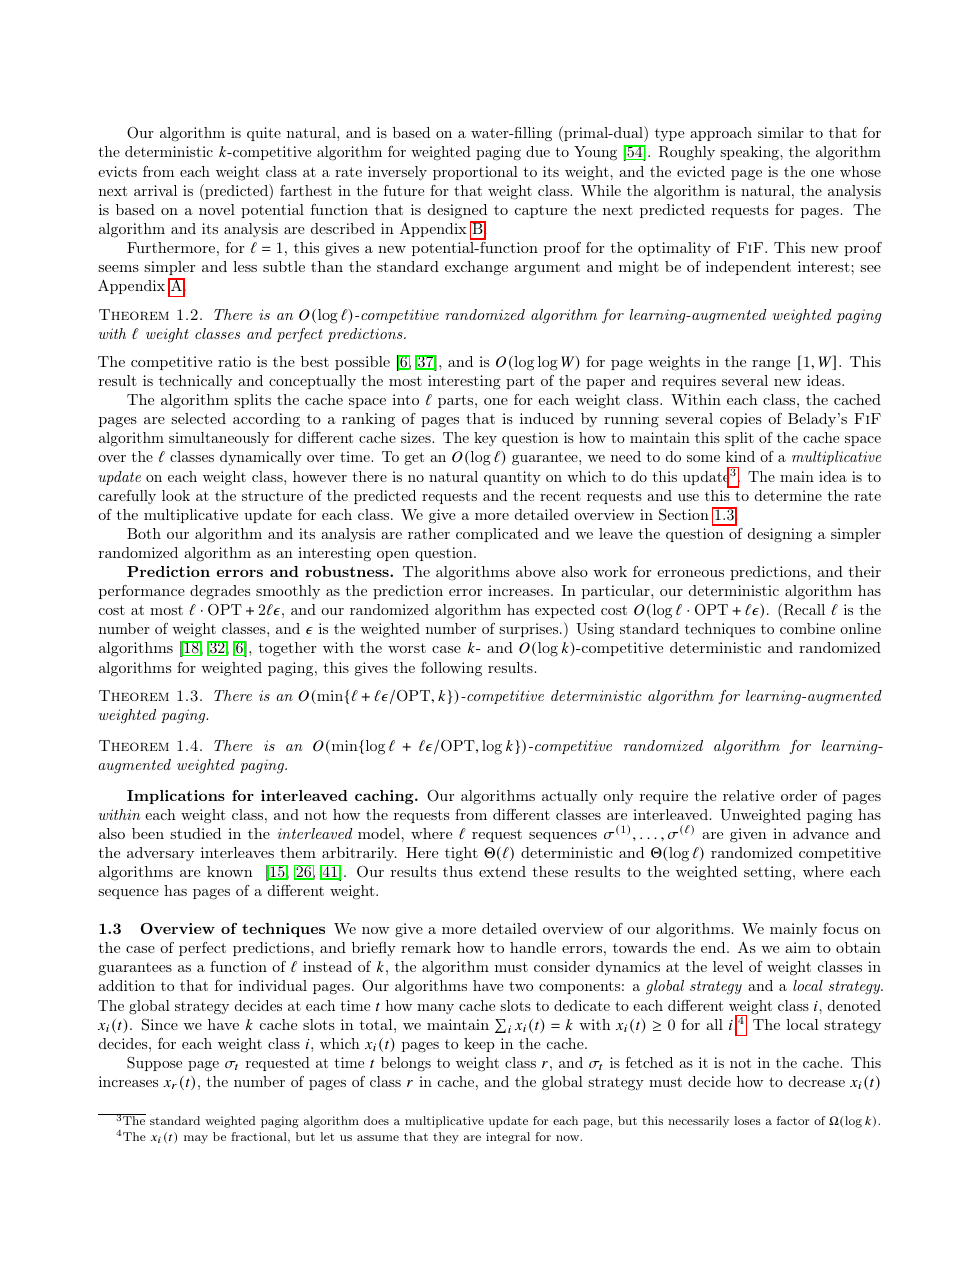 Our algorithm is quite natural, and is based on a water-filling (primal-dual) type approach similar to that for
the deterministic k-competitive algorithm for weighted paging due to Young [54]. Roughly speaking, the algorithm
evicts from each weight class at a rate inversely proportional to its weight, and the evicted page is the one whose
next arrival is (predicted) farthest in the future for that weight class. While the algorithm is natural, the analysis
is based on a novel potential function that is designed to capture the next predicted requests for pages. The
algorithm and its analysis are described in Appendix B.
Furthermore, for ℓ = 1, this gives a new potential-function proof for the optimality of FiF. This new proof
seems simpler and less subtle than the standard exchange argument and might be of independent interest; see
Appendix A.
Theorem 1.2. There is an O(log ℓ)-competitive randomized algorithm for learning-augmented weighted paging
with ℓ weight classes and perfect predictions.
The competitive ratio is the best possible [6, 37], and is O(log log W) for page weights in the range [1, W]. This
result is technically and conceptually the most interesting part of the paper and requires several new ideas.
The algorithm splits the cache space into ℓ parts, one for each weight class. Within each class, the cached
pages are selected according to a ranking of pages that is induced by running several copies of Belady's FiF
algorithm simultaneously for different cache sizes. The key question is how to maintain this split of the cache space
over the ℓ classes dynamically over time. To get an O(log ℓ) guarantee, we need to do some kind of a multiplicative
update on each weight class, however there is no natural quantity on which to do this update³. The main idea is to
carefully look at the structure of the predicted requests and the recent requests and use this to determine the rate
of the multiplicative update for each class. We give a more detailed overview in Section 1.3.
Both our algorithm and its analysis are rather complicated and we leave the question of designing a simpler
randomized algorithm as an interesting open question.
Prediction errors and robustness. The algorithms above also work for erroneous predictions, and their
performance degrades smoothly as the prediction error increases. In particular, our deterministic algorithm has
cost at most ℓ · OPT + 2ℓϵ, and our randomized algorithm has expected cost O(log ℓ · OPT + ℓϵ). (Recall ℓ is the
number of weight classes, and ϵ is the weighted number of surprises.) Using standard techniques to combine online
algorithms [18, 32, 6], together with the worst case k- and O(log k)-competitive deterministic and randomized
algorithms for weighted paging, this gives the following results.
Theorem 1.3. There is an O(min{ℓ + ℓϵ/OPT, k})-competitive deterministic algorithm for learning-augmented
weighted paging.
Theorem 1.4. There is an O(min{log ℓ + ℓϵ/OPT, log k})-competitive randomized algorithm for learning-
augmented weighted paging.
Implications for interleaved caching. Our algorithms actually only require the relative order of pages
within each weight class, and not how the requests from different classes are interleaved. Unweighted paging has
also been studied in the interleaved model, where ℓ request sequences σ⁽¹⁾, . . . , σ⁽ℓ⁾ are given in advance and
the adversary interleaves them arbitrarily. Here tight Θ(ℓ) deterministic and Θ(log ℓ) randomized competitive
algorithms are known [15, 26, 41]. Our results thus extend these results to the weighted setting, where each
sequence has pages of a different weight.
1.3 Overview of techniques We now give a more detailed overview of our algorithms. We mainly focus on
the case of perfect predictions, and briefly remark how to handle errors, towards the end. As we aim to obtain
guarantees as a function of ℓ instead of k, the algorithm must consider dynamics at the level of weight classes in
addition to that for individual pages. Our algorithms have two components: a global strategy and a local strategy.
The global strategy decides at each time t how many cache slots to dedicate to each different weight class i, denoted
xᵢ(t). Since we have k cache slots in total, we maintain ∑ᵢ xᵢ(t) = k with xᵢ(t) ≥ 0 for all i.⁴ The local strategy
decides, for each weight class i, which xᵢ(t) pages to keep in the cache.
Suppose page σₜ requested at time t belongs to weight class r, and σₜ is fetched as it is not in the cache. This
increases xᵣ(t), the number of pages of class r in cache, and the global strategy must decide how to decrease xᵢ(t)
³The standard weighted paging algorithm does a multiplicative update for each page, but this necessarily loses a factor of Ω(log k).
⁴The xᵢ(t) may be fractional, but let us assume that they are integral for now.